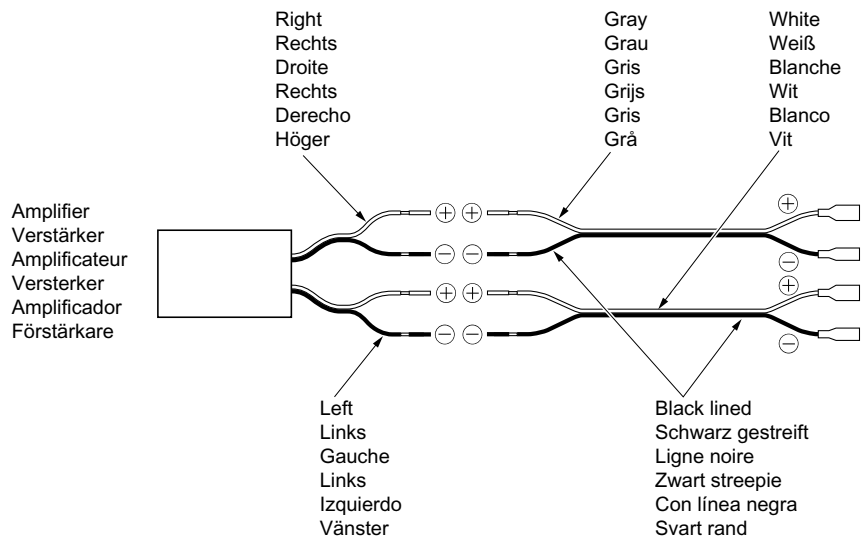 Right
Rechts
Droite
Rechts
Derecho
Höger
Gray
Grau
Gris
Grijs
Gris
Grå
White
Weiß
Blanche
Wit
Blanco
Vit
Amplifier
Verstärker
Amplificateur
Versterker
Amplificador
Förstärkare
+ + +
− − −
+ + +
− − −
Left
Links
Gauche
Links
Izquierdo
Vänster
Black lined
Schwarz gestreift
Ligne noire
Zwart streepie
Con línea negra
Svart rand